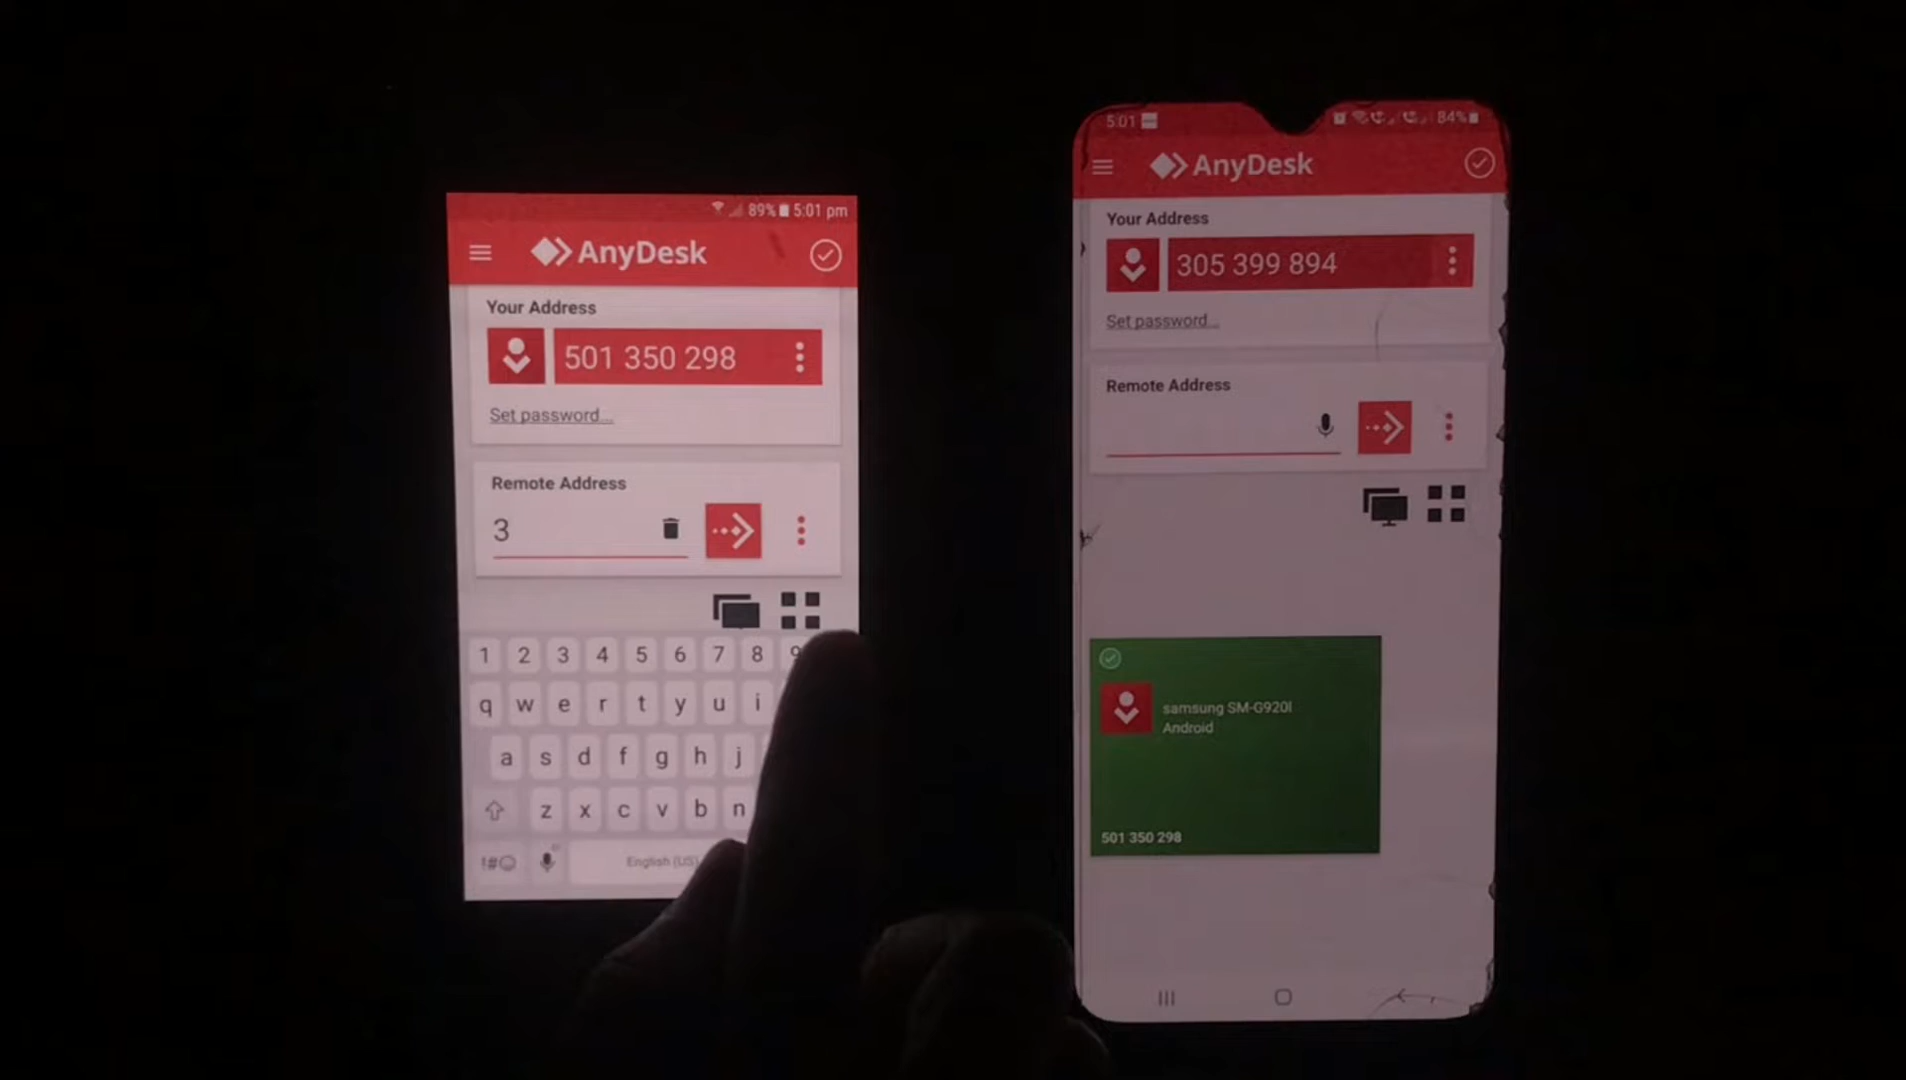 89% 5:01 pm
AnyDesk
Your Address
501 350 298
Set password...
Remote Address
3
1 2 3 4 5 6 7 8 9
q w e r t y u i
a s d f g h j
z x c v b n
!#☺
English (US)
5:01
84%
AnyDesk
Your Address
305 399 894
Set password...
Remote Address
samsung SM-G920I
Android
501 350 298